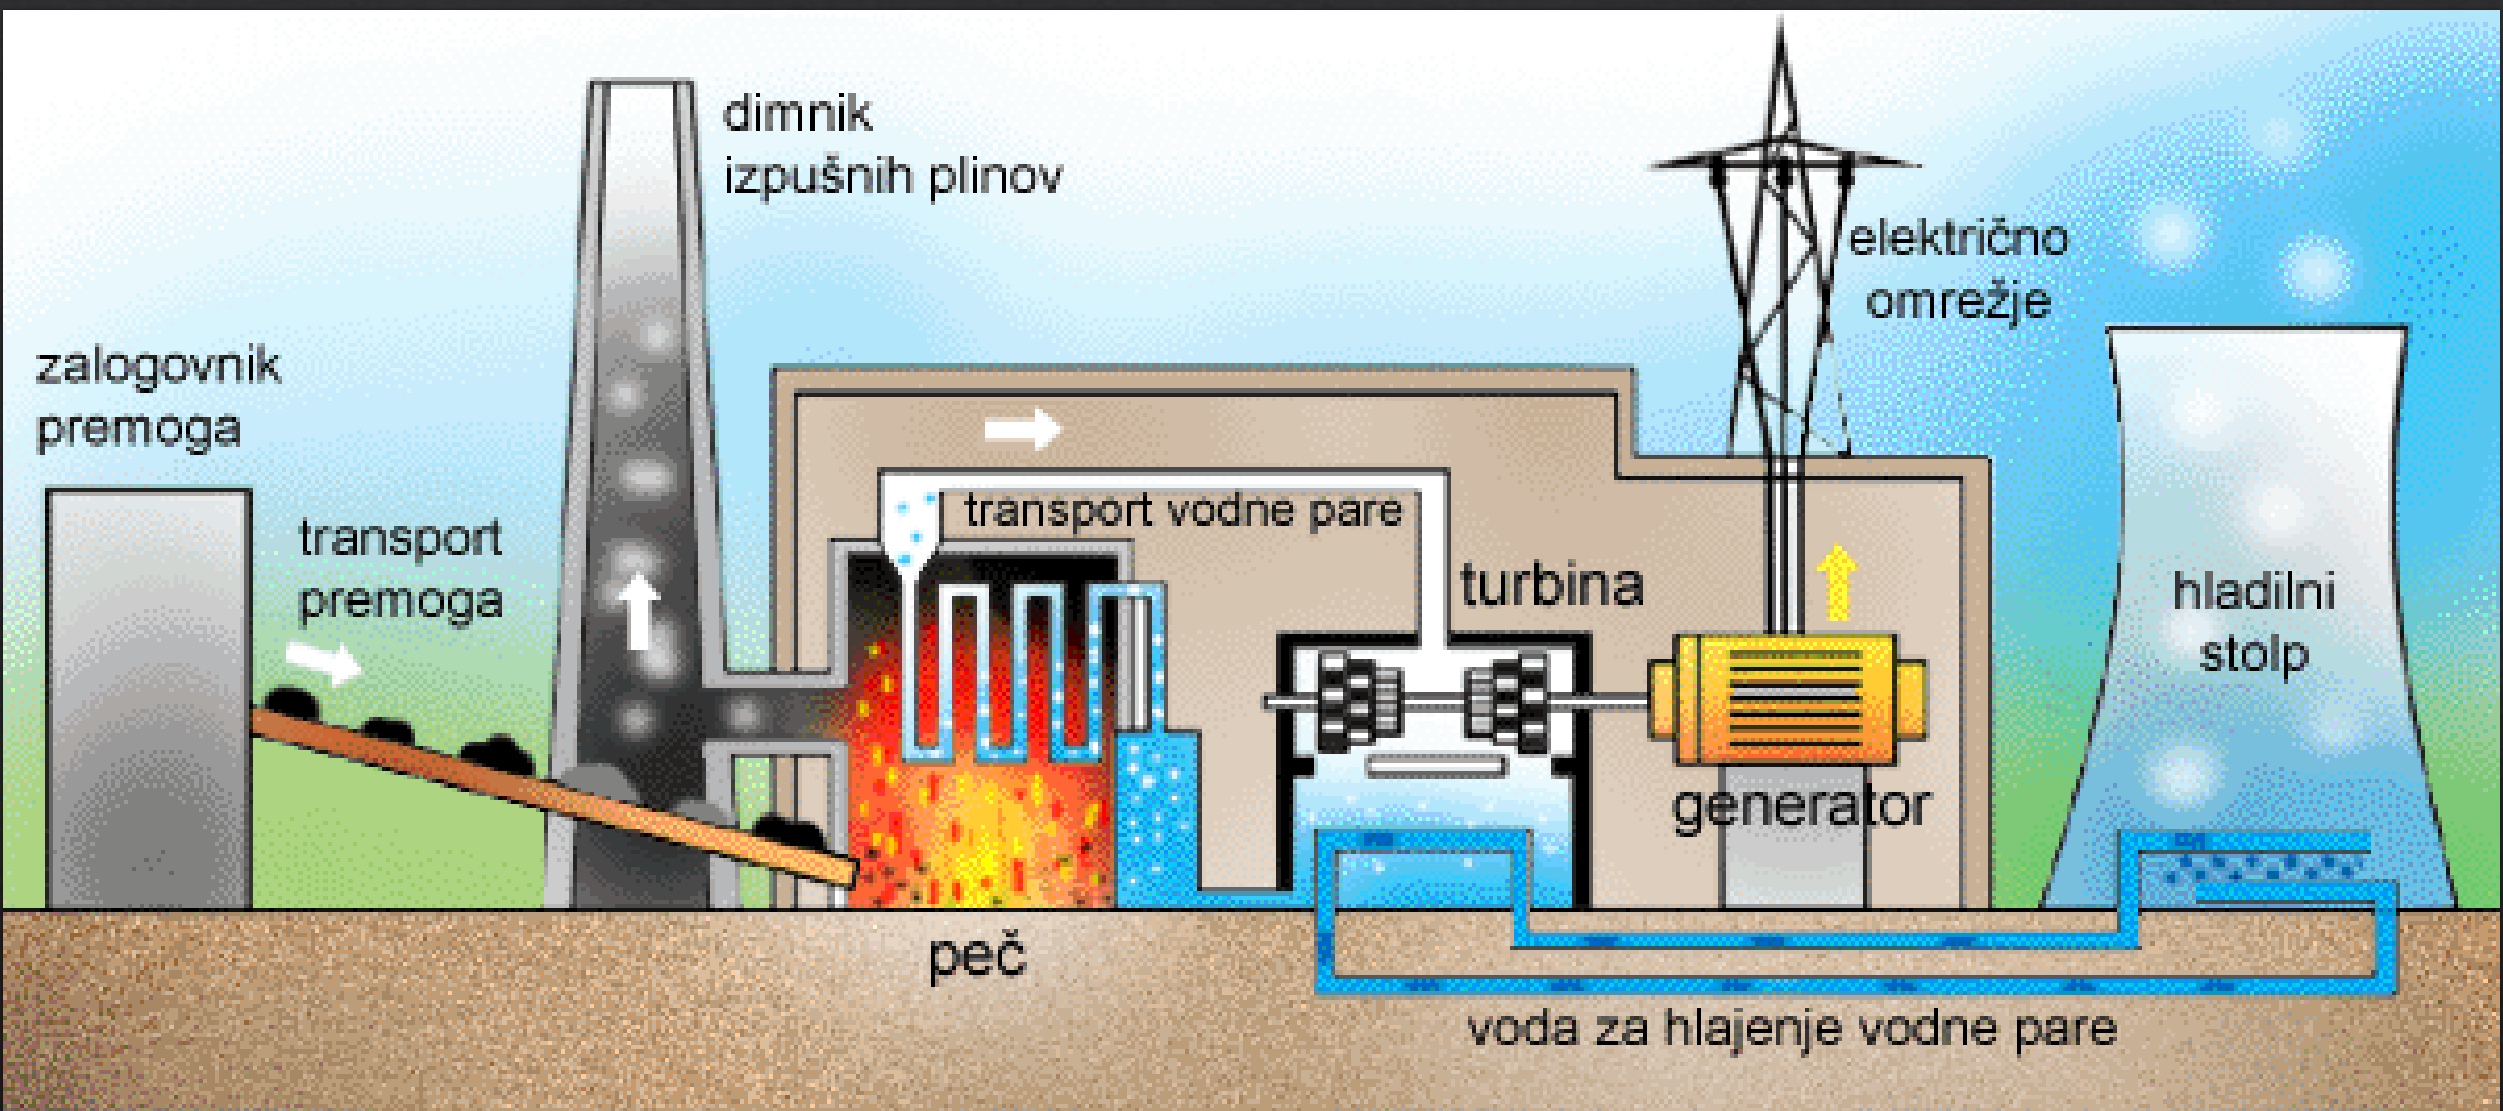 dimnik
izpušnih plinov
električno
omrežje
zalogovnik
premoga
transport
premoga
transport vodne pare
turbina
hladilni
stolp
generator
peč
voda za hlajenje vodne pare